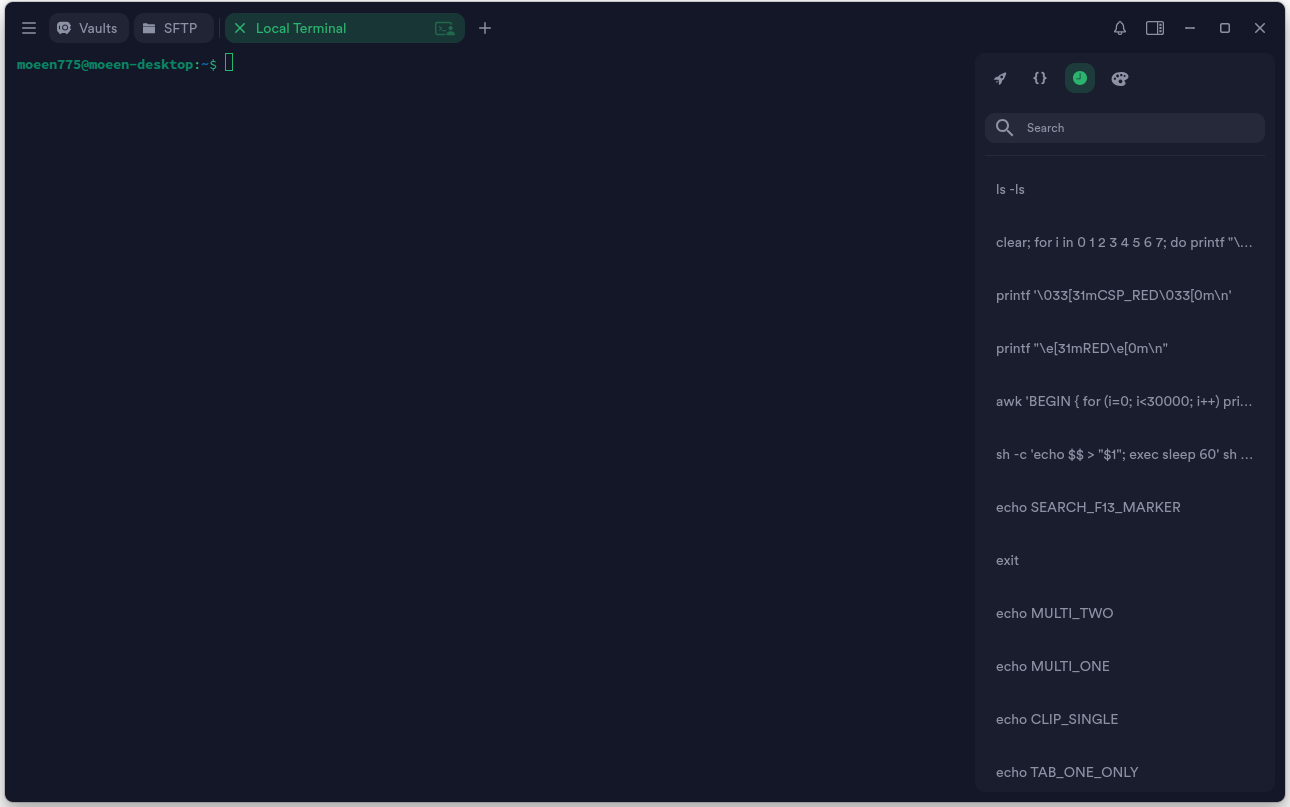 Vaults
SFTP
Local Terminal
moeen775@moeen-desktop:~$
{}
Search
ls -ls
clear; for i in 0 1 2 3 4 5 6 7; do printf "\...
printf '\033[31mCSP_RED\033[0m\n'
printf "\e[31mRED\e[0m\n"
awk 'BEGIN { for (i=0; i<30000; i++) pri...
sh -c 'echo $$ > "$1"; exec sleep 60' sh ...
echo SEARCH_F13_MARKER
exit
echo MULTI_TWO
echo MULTI_ONE
echo CLIP_SINGLE
echo TAB_ONE_ONLY